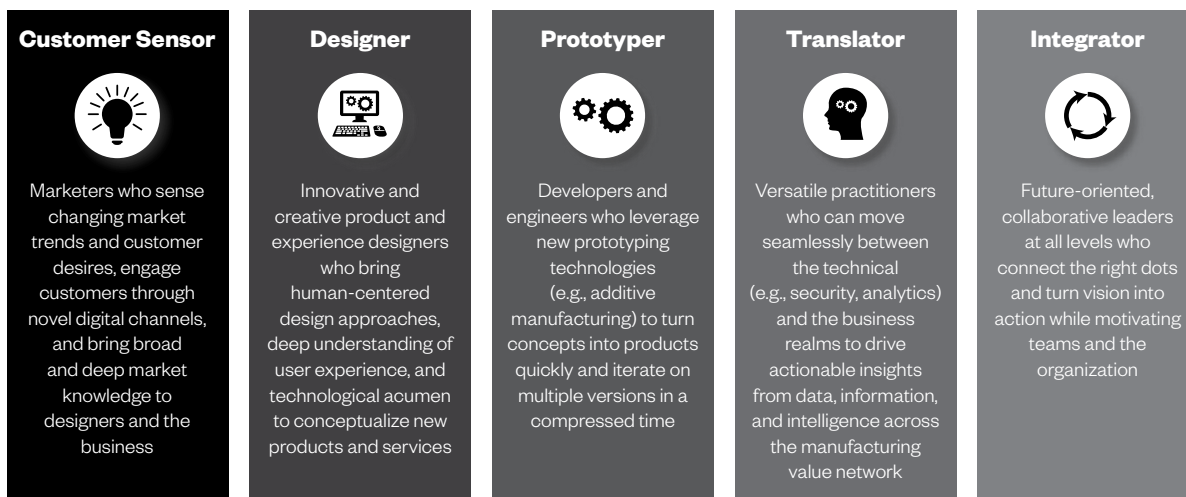 Customer Sensor
Marketers who sense
changing market
trends and customer
desires, engage
customers through
novel digital channels,
and bring broad
and deep market
knowledge to
designers and the
business
Designer
Innovative and
creative product and
experience designers
who bring
human-centered
design approaches,
deep understanding of
user experience, and
technological acumen
to conceptualize new
products and services
Prototyper
Developers and
engineers who leverage
new prototyping
technologies
(e.g., additive
manufacturing) to turn
concepts into products
quickly and iterate on
multiple versions in a
compressed time
Translator
Versatile practitioners
who can move
seamlessly between
the technical
(e.g., security, analytics)
and the business
realms to drive
actionable insights
from data, information,
and intelligence across
the manufacturing
value network
Integrator
Future-oriented,
collaborative leaders
at all levels who
connect the right dots
and turn vision into
action while motivating
teams and the
organization